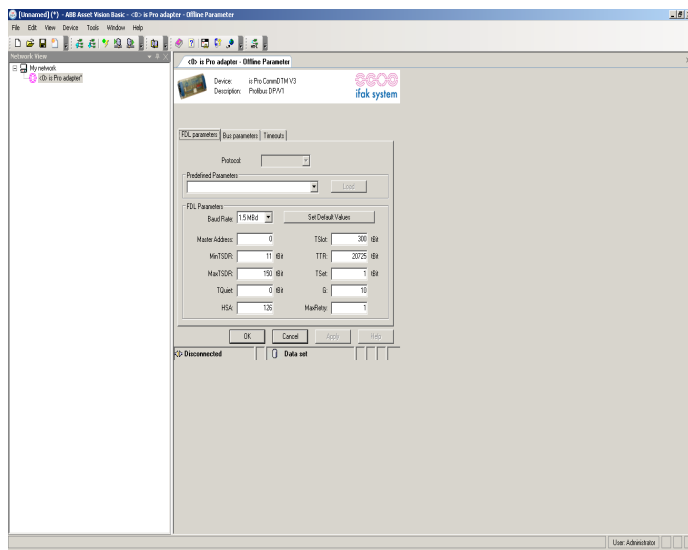 [Unnamed] (*) - ABB Asset Vision Basic - <0> is Pro adapter - Offline Parameter
File Edit View Device Tools Window Help
Network View
<0> is Pro adapter - Offline Parameter
My network
<0> is Pro adapter*
Device: is Pro CommDTM V3
Description: Profibus DP/V1
ifak system
FDL parameters Bus parameters Timeouts
Protocol:
Predefined Parameters
Load
FDL Parameters
Baud Rate: 1.5 MBd Set Default Values
Master Address: 0 TSlot: 300 tBit
MinTSDR: 11 tBit TTR: 20725 tBit
MaxTSDR: 150 tBit TSet: 1 tBit
TQuiet: 0 tBit G: 10
HSA: 126 MaxRetry: 1
OK Cancel Apply Help
Disconnected Data set
User: Administrator